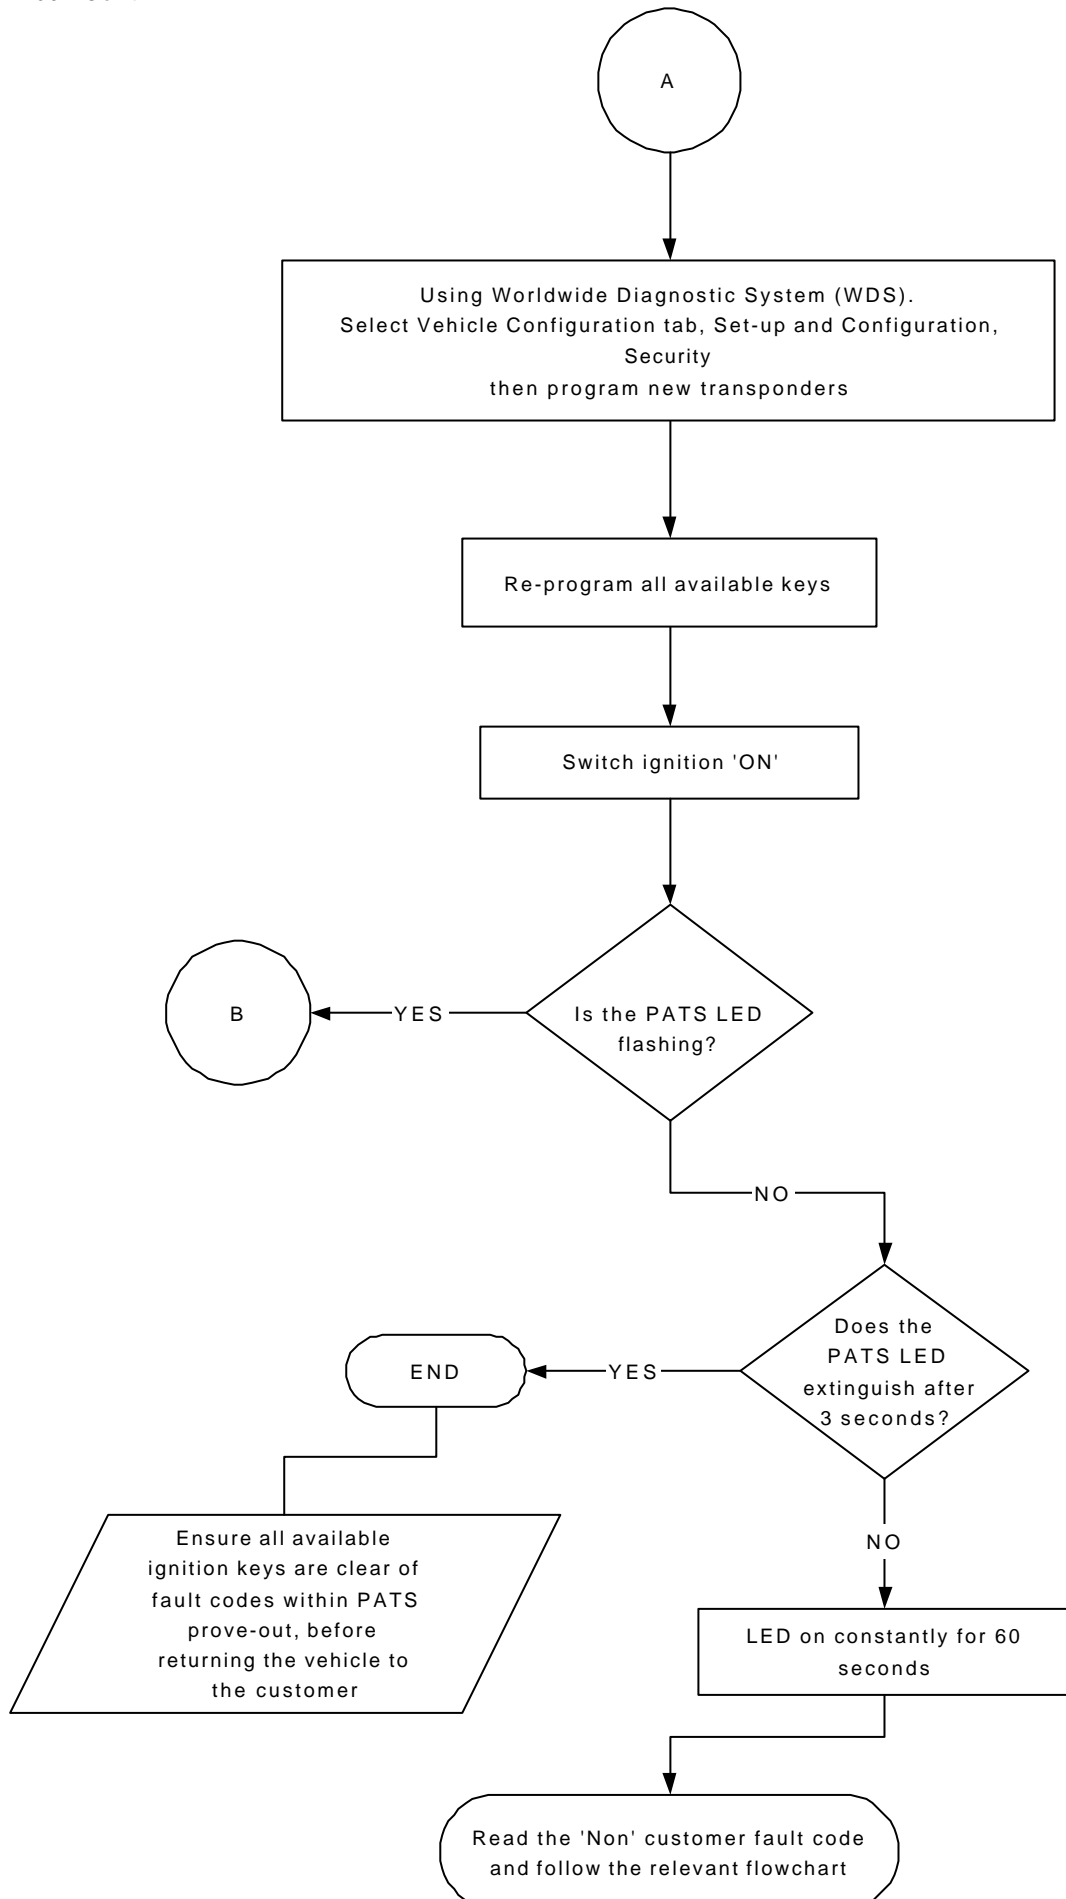 A
Using Worldwide Diagnostic System (WDS).
Select Vehicle Configuration tab, Set-up and Configuration,
Security
then program new transponders
Re-program all available keys
Switch ignition 'ON'
Is the PATS LED
flashing?
YES
B
NO
Does the
PATS LED
extinguish after
3 seconds?
YES
END
Ensure all available
ignition keys are clear of
fault codes within PATS
prove-out, before
returning the vehicle to
the customer
NO
LED on constantly for 60
seconds
Read the 'Non' customer fault code
and follow the relevant flowchart